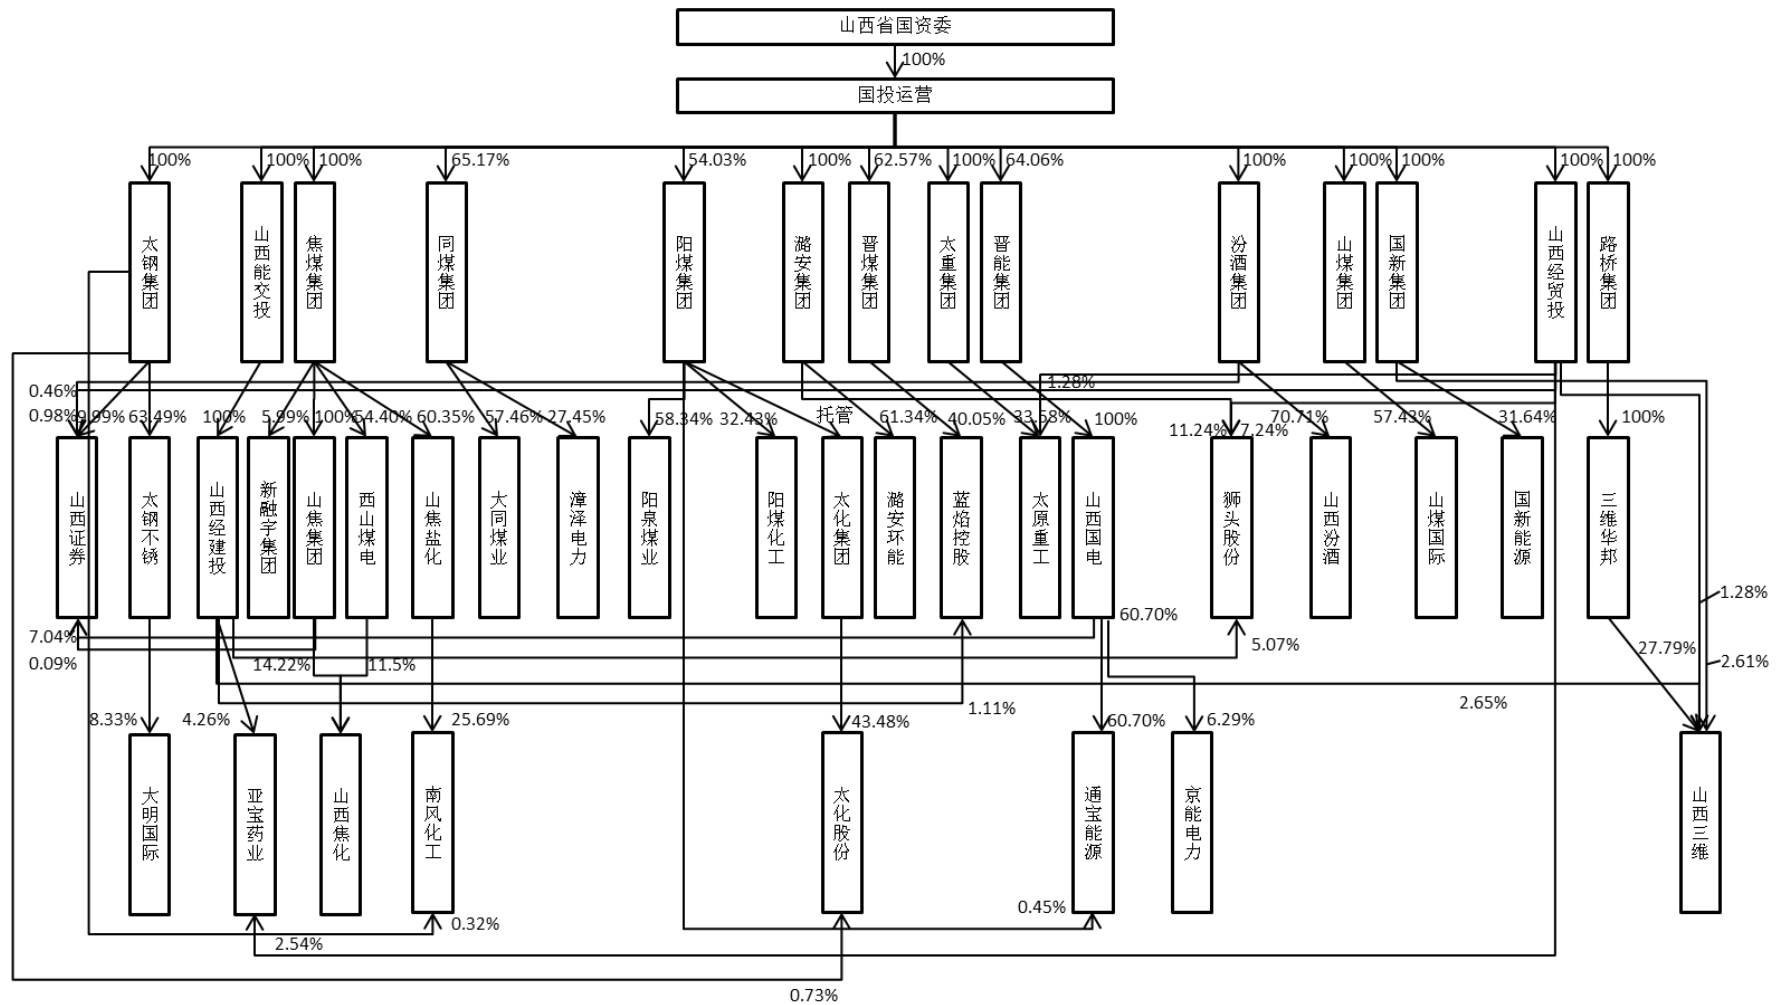 山西省国资委
100%
国投运营
100%
100%
100%
65.17%
54.03%
100%
62.57%
100%
64.06%
100%
100%
100%
100%
100%
太钢集团
山西能交投
焦煤集团
同煤集团
阳煤集团
潞安集团
晋煤集团
太重集团
晋能集团
汾酒集团
山煤集团
国新集团
山西经贸投
路桥集团
0.46%
1.28%
0.98%
9.99%
63.49%
100%
5.99%
100%
54.40%
60.35%
57.46%
27.45%
58.34%
32.43%
托管
61.34%
40.05%
33.58%
100%
11.24%
7.24%
70.71%
57.43%
31.64%
100%
山西证券
太钢不锈
山西经建投
新融宇集团
山焦集团
西山煤电
山焦盐化
大同煤业
漳泽电力
阳泉煤业
阳煤化工
太化集团
潞安环能
蓝焰控股
太原重工
山西国电
狮头股份
山西汾酒
山煤国际
国新能源
三维华邦
1.28%
60.70%
7.04%
0.09%
14.22%
11.5%
5.07%
27.79%
2.61%
1.11%
2.65%
8.33%
4.26%
25.69%
43.48%
60.70%
6.29%
大明国际
亚宝药业
山西焦化
南风化工
太化股份
通宝能源
京能电力
山西三维
0.45%
0.32%
2.54%
0.73%